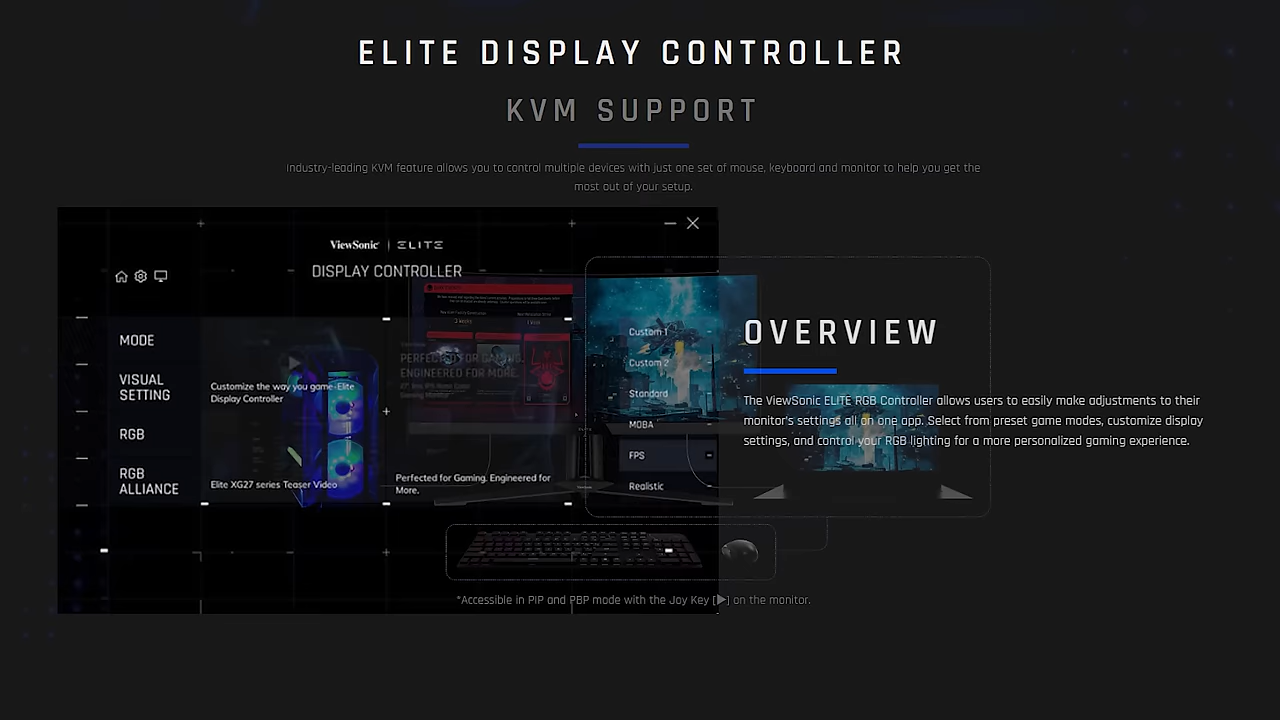 ELITE DISPLAY CONTROLLER
KVM SUPPORT
Industry-leading KVM feature allows you to control multiple devices with just one set of mouse, keyboard and monitor to help you get the
most out of your setup.
ViewSonic | ELITE
DISPLAY CONTROLLER
MODE
VISUAL
SETTING
RGB
RGB
ALLIANCE
Customize the way you game-Elite
Display Controller
Elite XG27 series Teaser Video
PERFECTED FOR GAMING.
ENGINEERED FOR MORE.
Perfected for Gaming. Engineered for
More.
Custom 1
Custom 2
Standard
MOBA
FPS
Realistic
OVERVIEW
The ViewSonic ELITE RGB Controller allows users to easily make adjustments to their
monitor's settings all on one app. Select from preset game modes, customize display
settings, and control your RGB lighting for a more personalized gaming experience.
*Accessible in PIP and PBP mode with the Joy Key [▶] on the monitor.